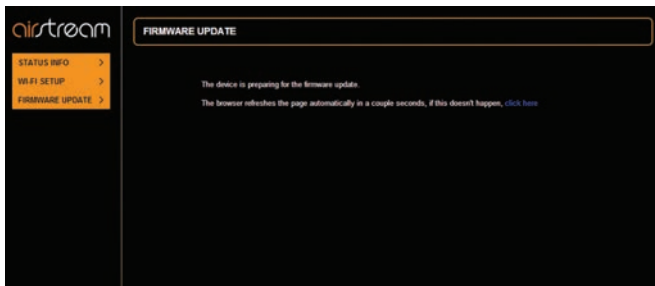 airstream
FIRMWARE UPDATE
STATUS INFO >
WI-FI SETUP >
FIRMWARE UPDATE >
The device is preparing for the firmware update.
The browser refreshes the page automatically in a couple seconds, if this doesn't happen, click here